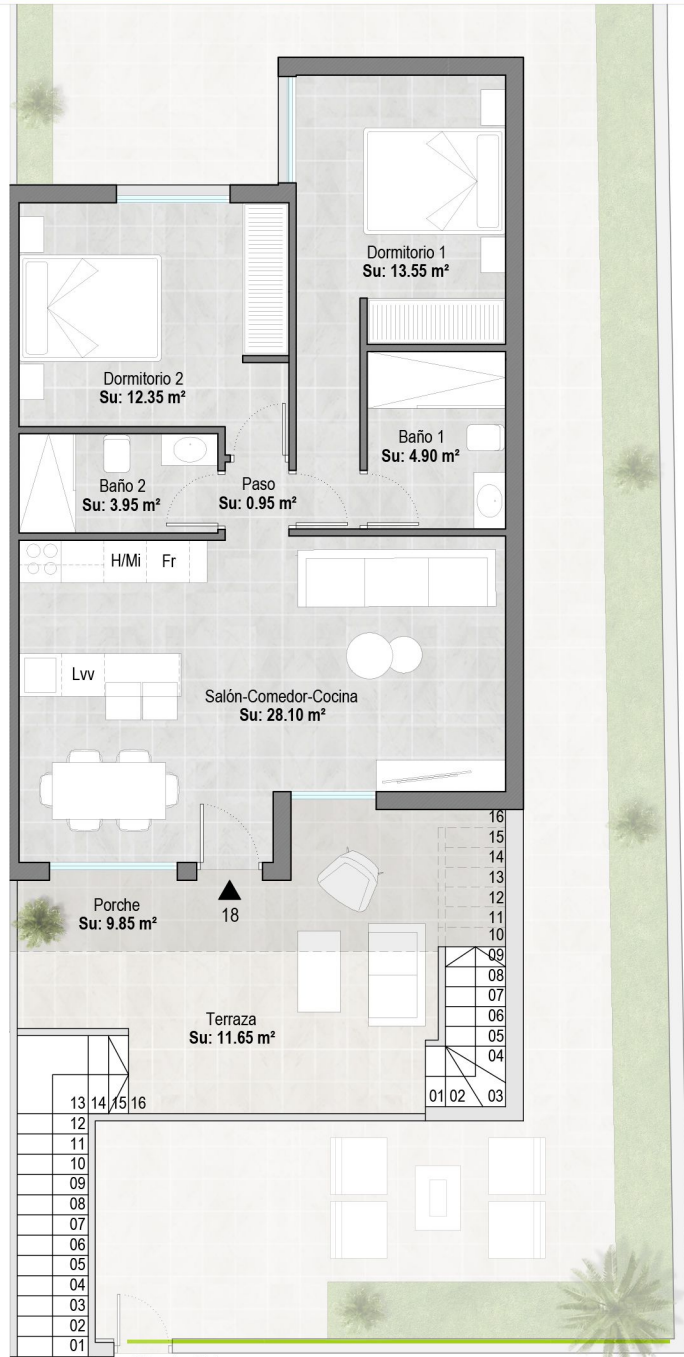 Dormitorio 1
Su: 13.55 m²
Dormitorio 2
Su: 12.35 m²
Baño 1
Su: 4.90 m²
Baño 2
Su: 3.95 m²
Paso
Su: 0.95 m²
H/Mi
Fr
Lvv
Salón-Comedor-Cocina
Su: 28.10 m²
16
15
14
13
12
11
10
09
08
07
06
05
04
01
02
03
Porche
Su: 9.85 m²
18
Terraza
Su: 11.65 m²
13 14 15 16
12
11
10
09
08
07
06
05
04
03
02
01